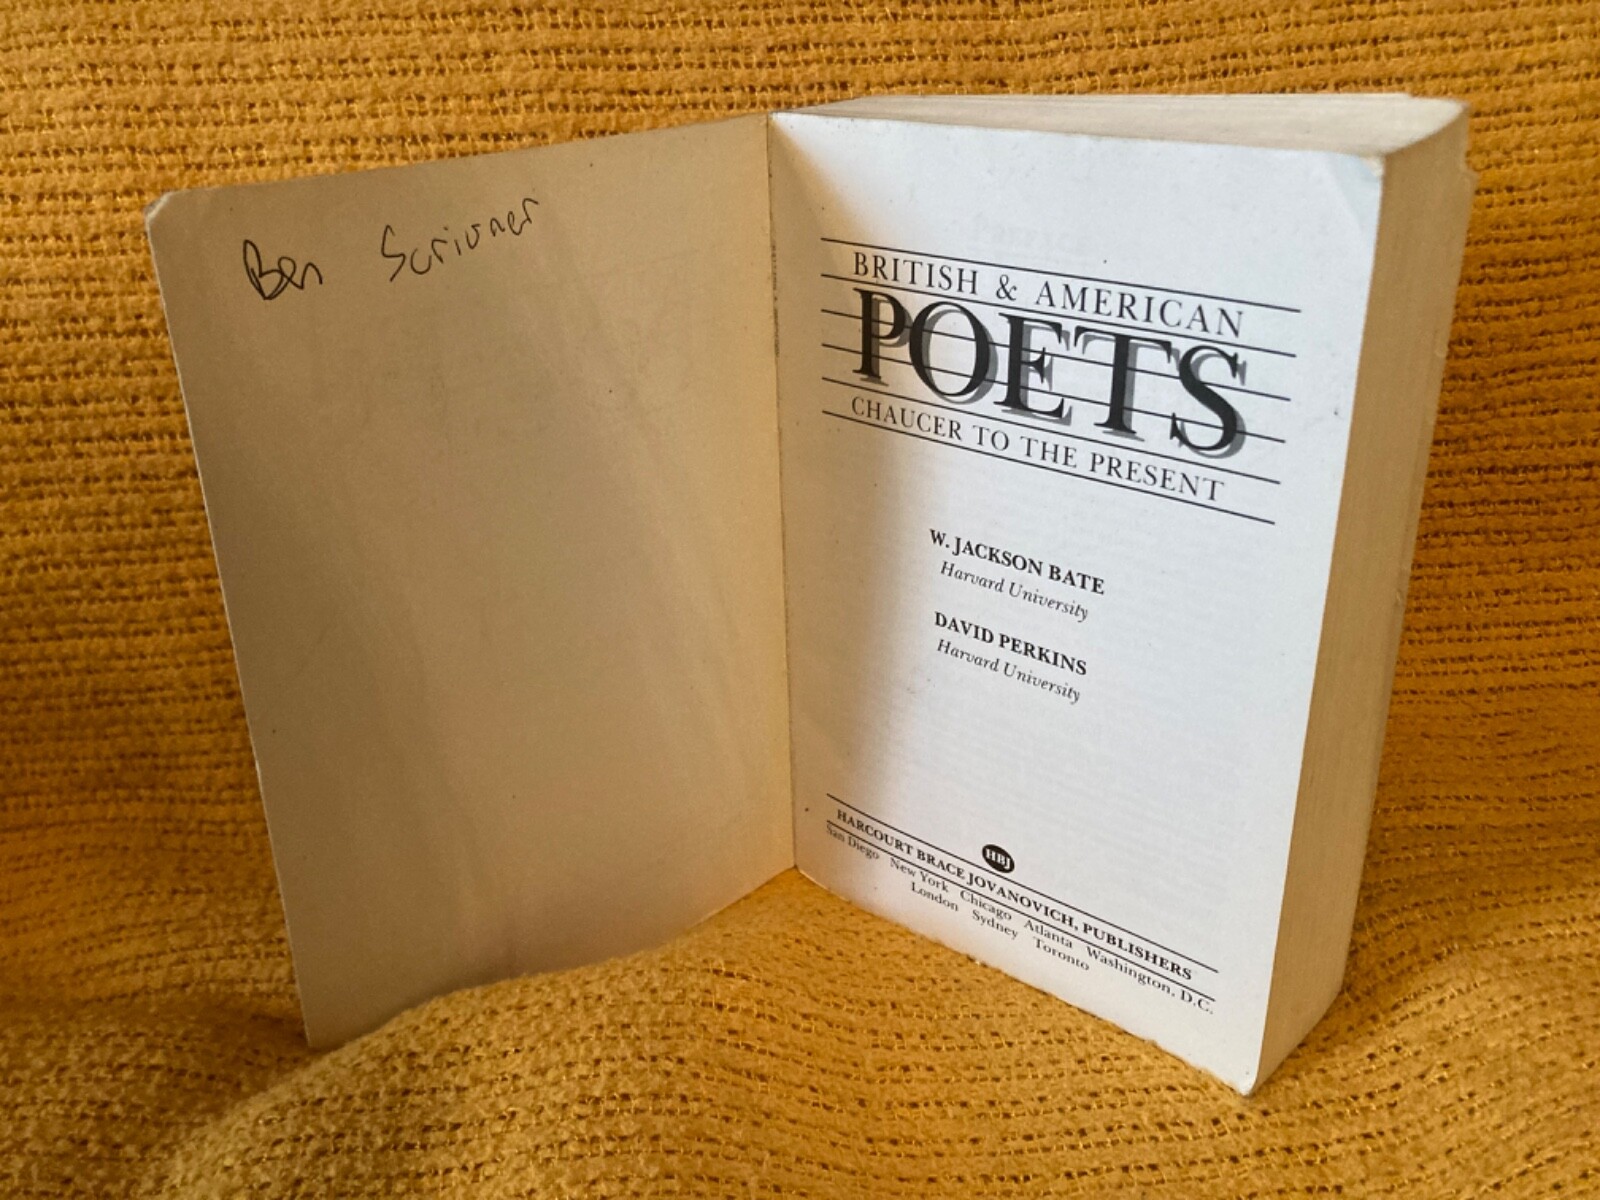 Ben Scrivner
BRITISH & AMERICAN
POETS
CHAUCER TO THE PRESENT
W. JACKSON BATE
Harvard University
DAVID PERKINS
Harvard University
HBJ
HARCOURT BRACE JOVANOVICH, PUBLISHERS
San Diego New York Chicago Atlanta Washington, D.C.
London Sydney Toronto